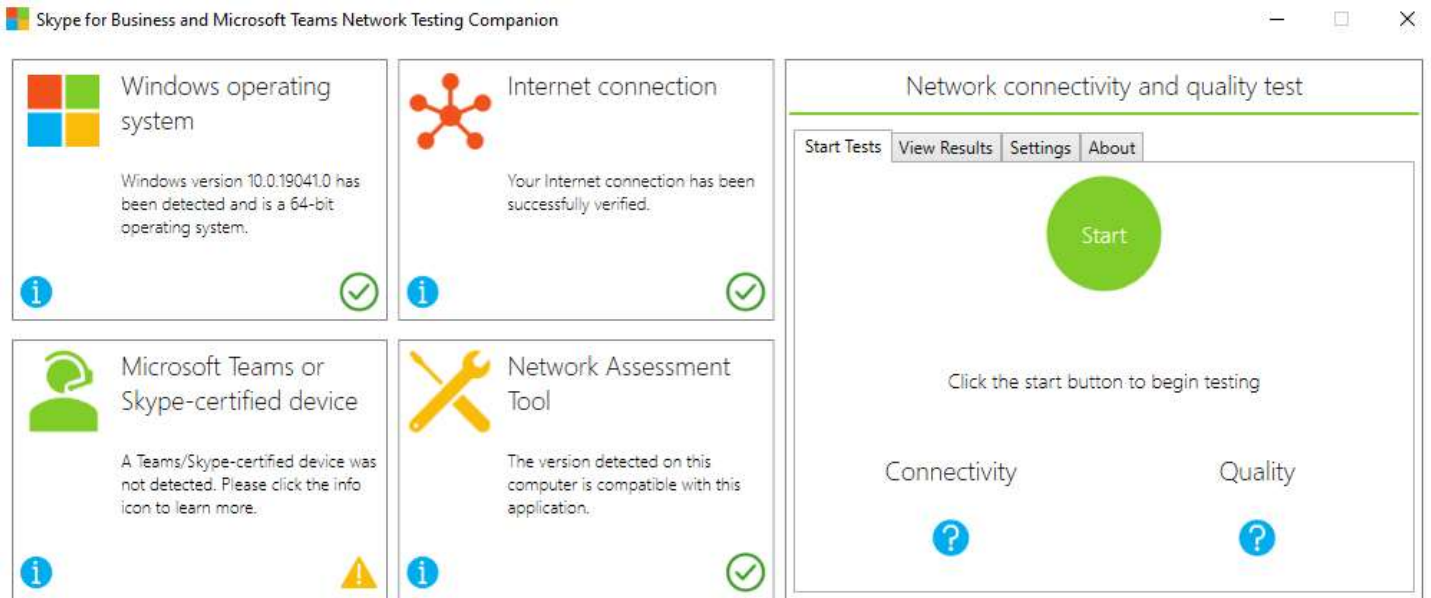 Skype for Business and Microsoft Teams Network Testing Companion
Windows operating
system
Windows version 10.0.19041.0 has
been detected and is a 64-bit
operating system.
Internet connection
Your Internet connection has been
successfully verified.
Microsoft Teams or
Skype-certified device
A Teams/Skype-certified device was
not detected. Please click the info
icon to learn more.
Network Assessment
Tool
The version detected on this
computer is compatible with this
application.
Network connectivity and quality test
Start Tests View Results Settings About
Start
Click the start button to begin testing
Connectivity Quality